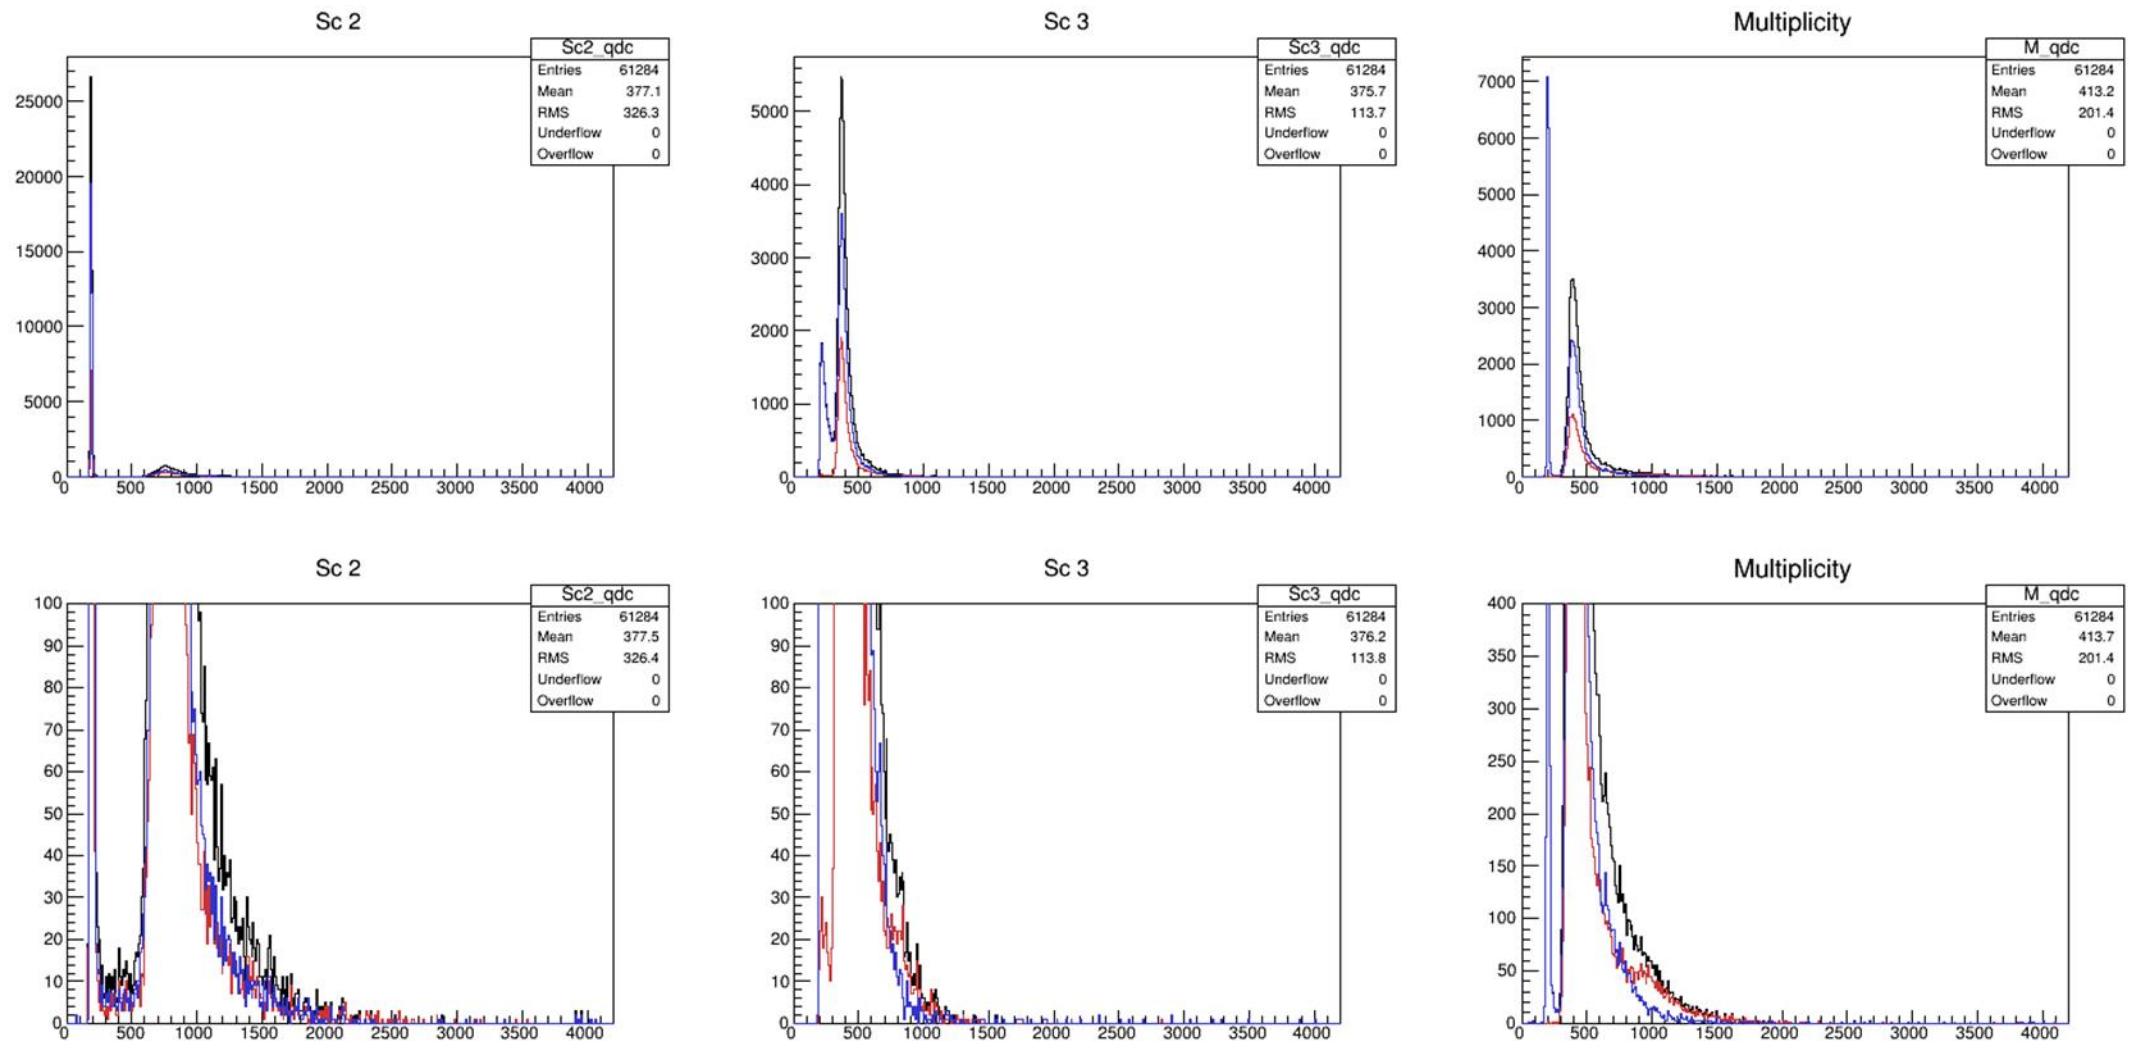 Sc 2
Sc2_qdc
Entries 61284
Mean 377.1
RMS 326.3
Underflow 0
Overflow 0
25000
20000
15000
10000
5000
0
0 500 1000 1500 2000 2500 3000 3500 4000
Sc 3
Sc3_qdc
Entries 61284
Mean 375.7
RMS 113.7
Underflow 0
Overflow 0
5000
4000
3000
2000
1000
0
0 500 1000 1500 2000 2500 3000 3500 4000
Multiplicity
M_qdc
Entries 61284
Mean 413.2
RMS 201.4
Underflow 0
Overflow 0
7000
6000
5000
4000
3000
2000
1000
0
0 500 1000 1500 2000 2500 3000 3500 4000
Sc 2
Sc2_qdc
Entries 61284
Mean 377.5
RMS 326.4
Underflow 0
Overflow 0
100
90
80
70
60
50
40
30
20
10
0
0 500 1000 1500 2000 2500 3000 3500 4000
Sc 3
Sc3_qdc
Entries 61284
Mean 376.2
RMS 113.8
Underflow 0
Overflow 0
100
90
80
70
60
50
40
30
20
10
0
0 500 1000 1500 2000 2500 3000 3500 4000
Multiplicity
M_qdc
Entries 61284
Mean 413.7
RMS 201.4
Underflow 0
Overflow 0
400
350
300
250
200
150
100
50
0
0 500 1000 1500 2000 2500 3000 3500 4000